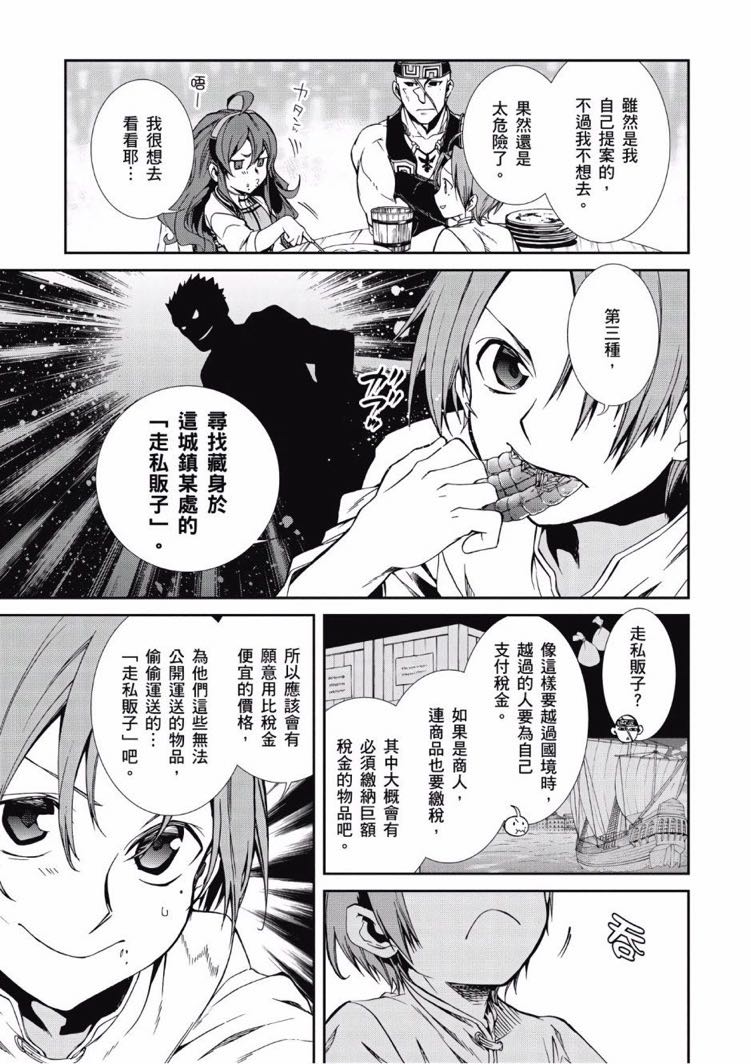 雖然是我
自己提案的，
不過我不想去。
果然還是
太危險了。
カタン
唔ー
我很想去
看看耶…
第三種，
ガブッ
尋找藏身於
這城鎮某處的
「走私販子」。
走私販子？
像這樣要越過國境時，
越過的人要為自己
支付稅金。
如果是商人，
連商品也要繳稅，
其中大概會有
必須繳納巨額
稅金的物品吧。
吞
所以應該會有
願意用比稅金
便宜的價格，
為他們這些無法
公開運送的物品，
偷偷運送的…
「走私販子」吧。